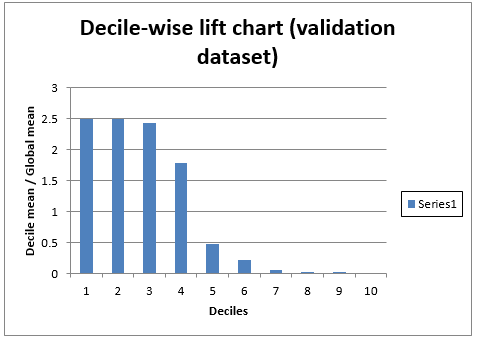 Decile-wise lift chart (validation
dataset)
Decile mean / Global mean
3
2.5
2
1.5
1
0.5
0
1 2 3 4 5 6 7 8 9 10
Deciles
Series1